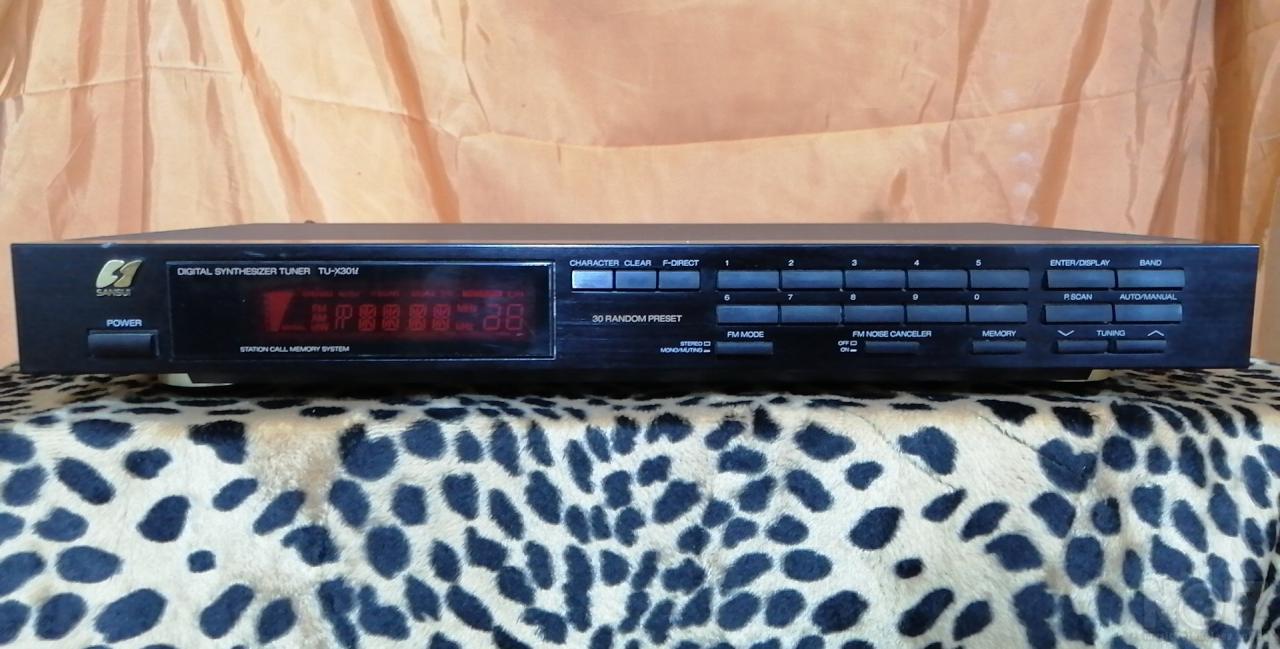 SANSUI
POWER
DIGITAL SYNTHESIZER TUNER TU-X301i
STATION CALL MEMORY SYSTEM
CHARACTER CLEAR F-DIRECT
30 RANDOM PRESET
1 2 3 4 5
6 7 8 9 0
FM MODE
STEREO
MONO/MUTING
FM NOISE CANCELER
OFF
ON
MEMORY
ENTER/DISPLAY BAND
P.SCAN AUTO/MANUAL
TUNING